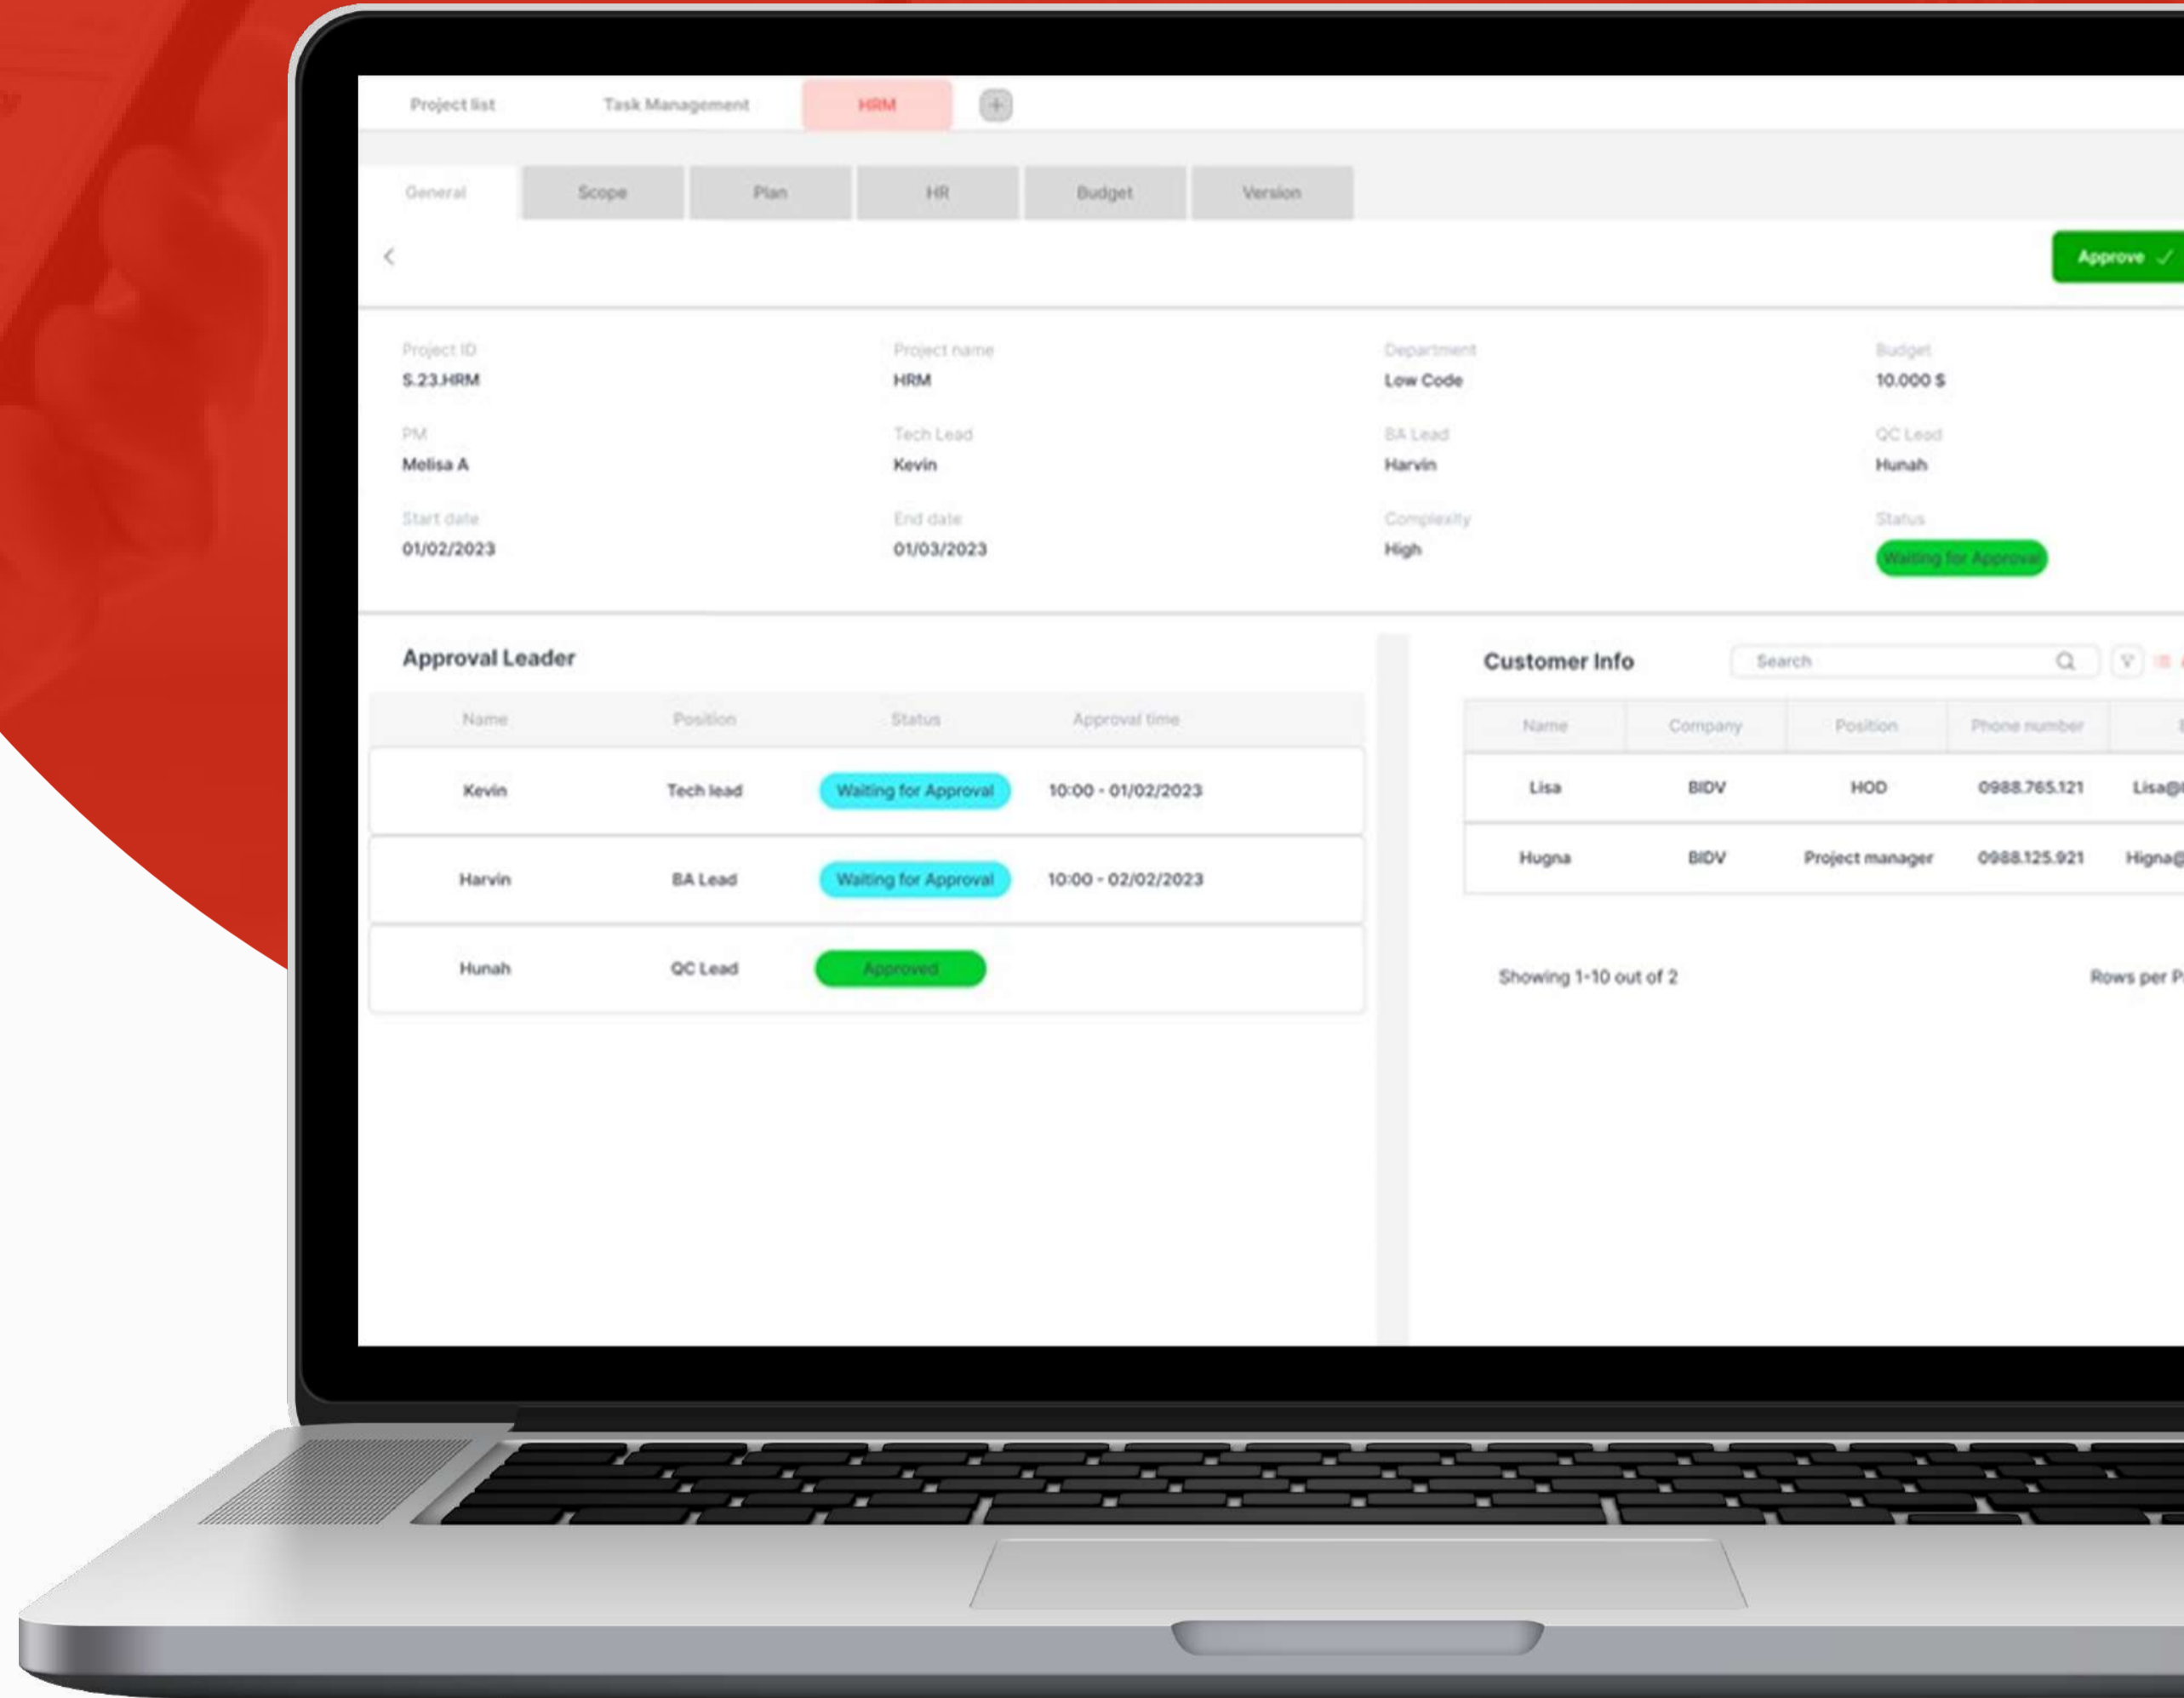 Project list Task Management HRM
General Scope Plan HR Budget Version
Approve
Project ID Project name Department Budget
S.23.HRM HRM Low Code 10.000 $
PM Tech Lead BA Lead QC Lead
Melisa A Kevin Harvin Hunah
Start date End date Complexity Status
01/02/2023 01/03/2023 High Waiting for Approval
Approval Leader
Name Position Status Approval time
Kevin Tech lead Waiting for Approval 10:00 - 01/02/2023
Harvin BA Lead Waiting for Approval 10:00 - 02/02/2023
Hunah QC Lead Approved
Customer Info Search
Name Company Position Phone number
Lisa BIDV HOD 0988.765.121 Lisa@
Hugna BIDV Project manager 0988.125.921 Higna@
Showing 1-10 out of 2 Rows per